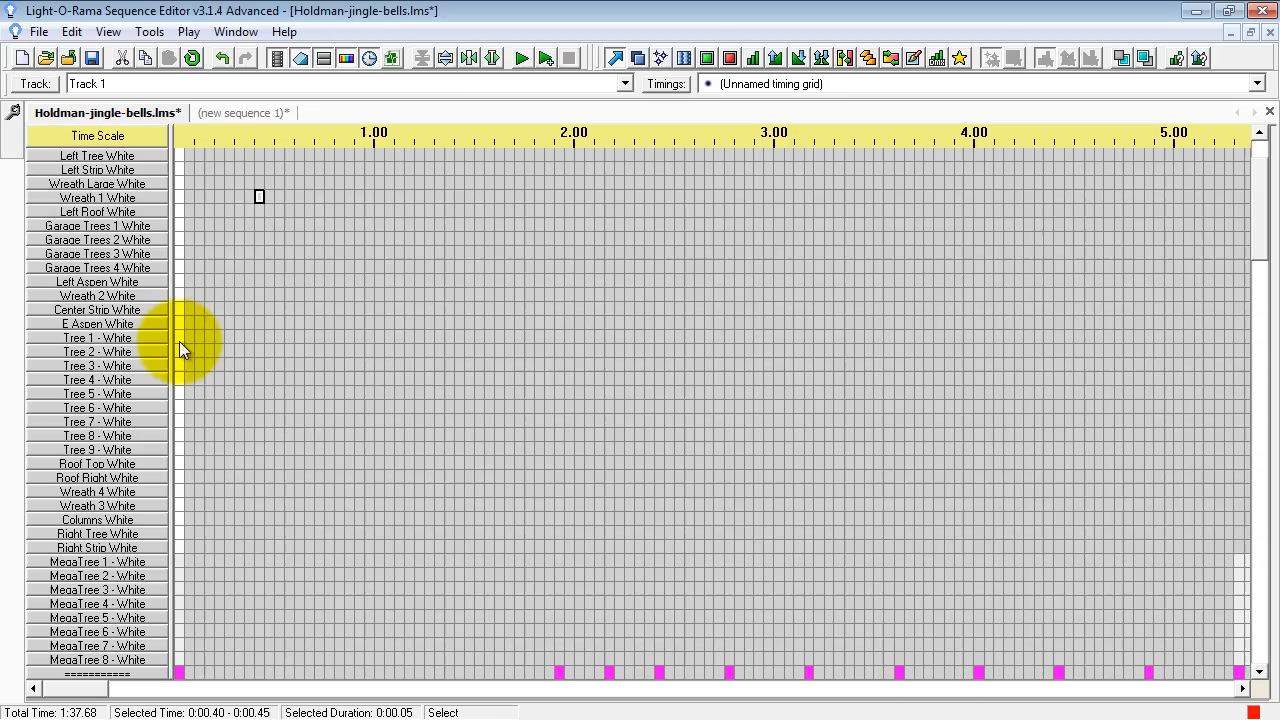 Light-O-Rama Sequence Editor v3.1.4 Advanced - [Holdman-jingle-bells.lms*]
File Edit View Tools Play Window Help
Track: Track 1 Timings: (Unnamed timing grid)
Holdman-jingle-bells.lms* (new sequence 1)*
Time Scale 1.00 2.00 3.00 4.00 5.00
Left Tree White
Left Strip White
Wreath Large White
Wreath 1 White
Left Roof White
Garage Trees 1 White
Garage Trees 2 White
Garage Trees 3 White
Garage Trees 4 White
Left Aspen White
Wreath 2 White
Center Strip White
E Aspen White
Tree 1 - White
Tree 2 - White
Tree 3 - White
Tree 4 - White
Tree 5 - White
Tree 6 - White
Tree 7 - White
Tree 8 - White
Tree 9 - White
Roof Top White
Roof Right White
Wreath 4 White
Wreath 3 White
Columns White
Right Tree White
Right Strip White
MegaTree 1 - White
MegaTree 2 - White
MegaTree 3 - White
MegaTree 4 - White
MegaTree 5 - White
MegaTree 6 - White
MegaTree 7 - White
MegaTree 8 - White
===========
Total Time: 1:37.68 Selected Time: 0:00.40 - 0:00.45 Selected Duration: 0:00.05 Select